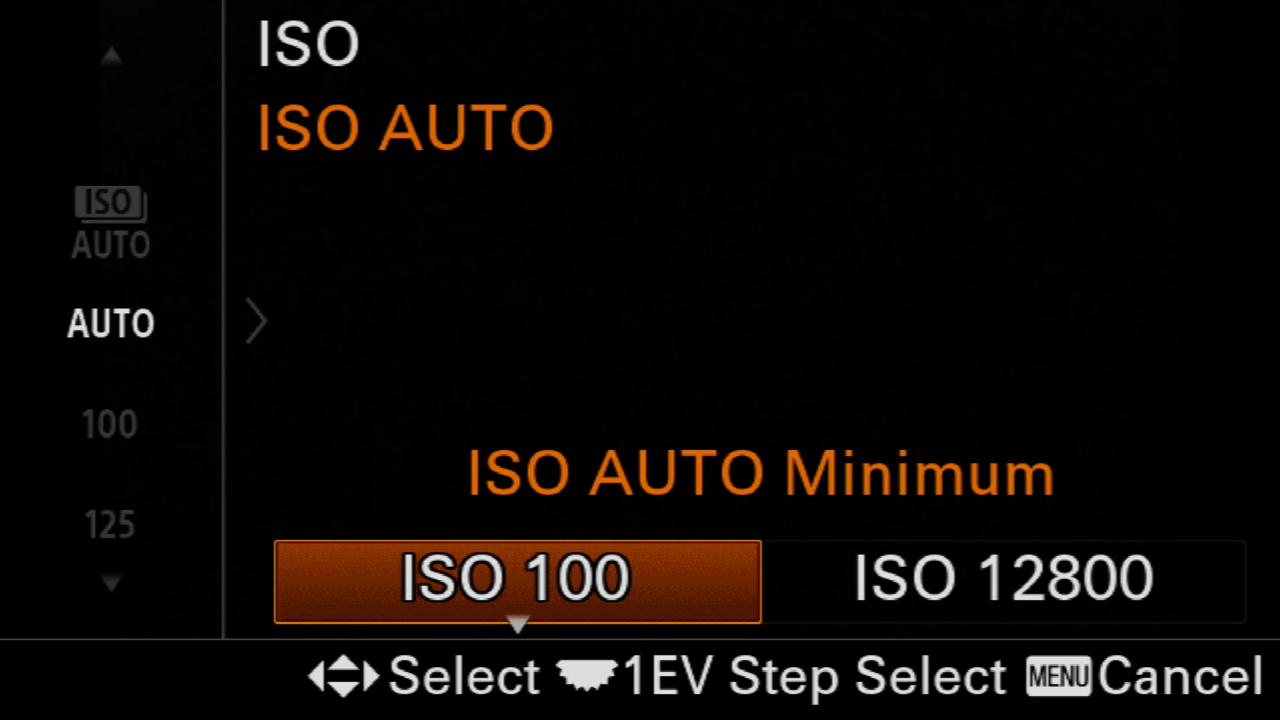 ISO
ISO AUTO
ISO
AUTO
AUTO
100
125
ISO AUTO Minimum
ISO 100 ISO 12800
Select 1EV Step Select MENU Cancel